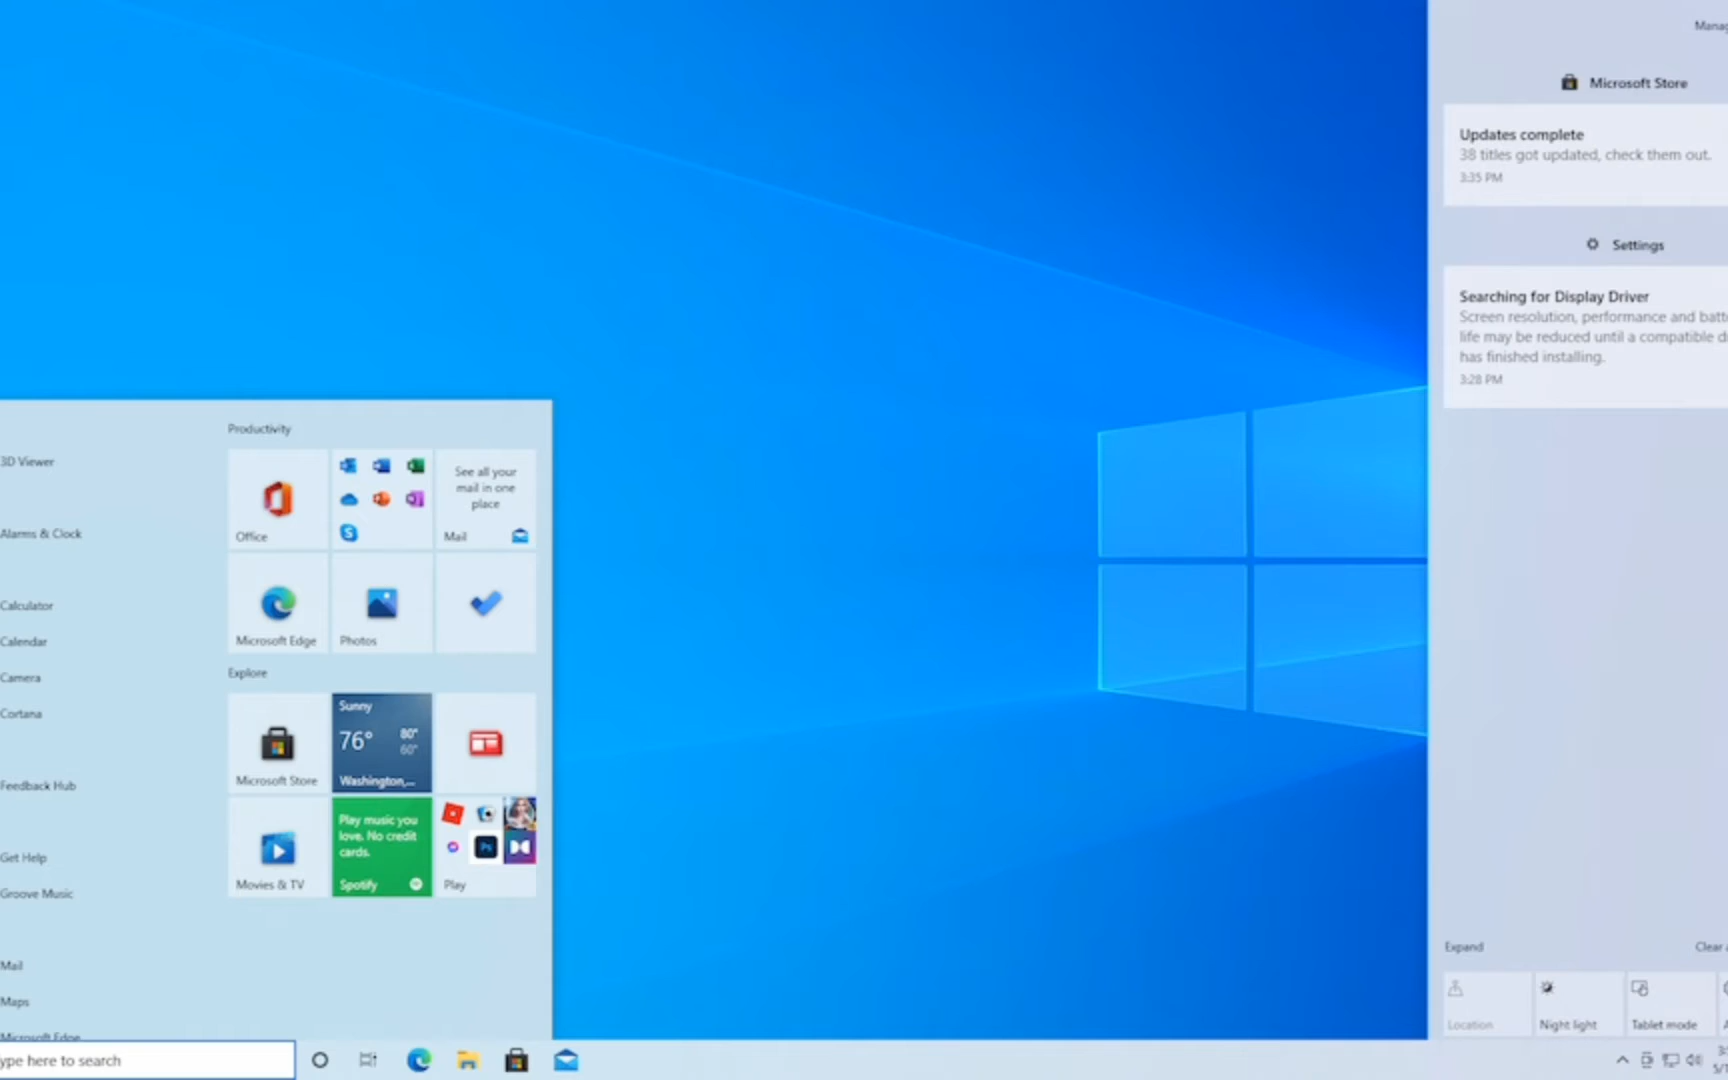 3D Viewer
Alarms & Clock
Calculator
Calendar
Camera
Cortana
Feedback Hub
Get Help
Groove Music
Mail
Maps
Microsoft Edge
Productivity
Office
See all your
mail in one
place
Mail
Microsoft Edge
Photos
Explore
Microsoft Store
Sunny
76°
80°
60°
Washington,...
Movies & TV
Play music you
love. No credit
cards.
Spotify
Ps
Play
Microsoft Store
Updates complete
38 titles got updated, check them out.
3:35 PM
Settings
Searching for Display Driver
Screen resolution, performance and
life may be reduced until a compatible
has finished installing.
3:28 PM
Expand
Clear
Location
Night light
Tablet mode
ype here to search